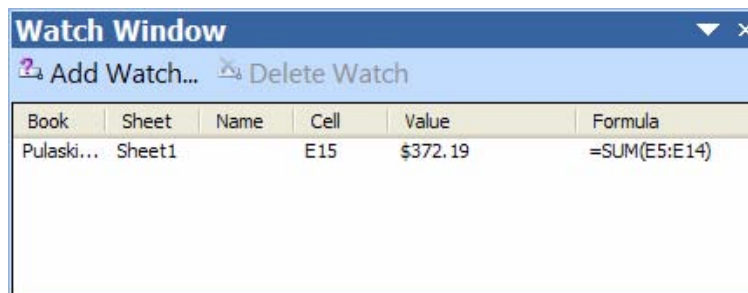 Watch Window
Add Watch... Delete Watch
Book Sheet Name Cell Value Formula
Pulaski... Sheet1 E15 $372.19 =SUM(E5:E14)